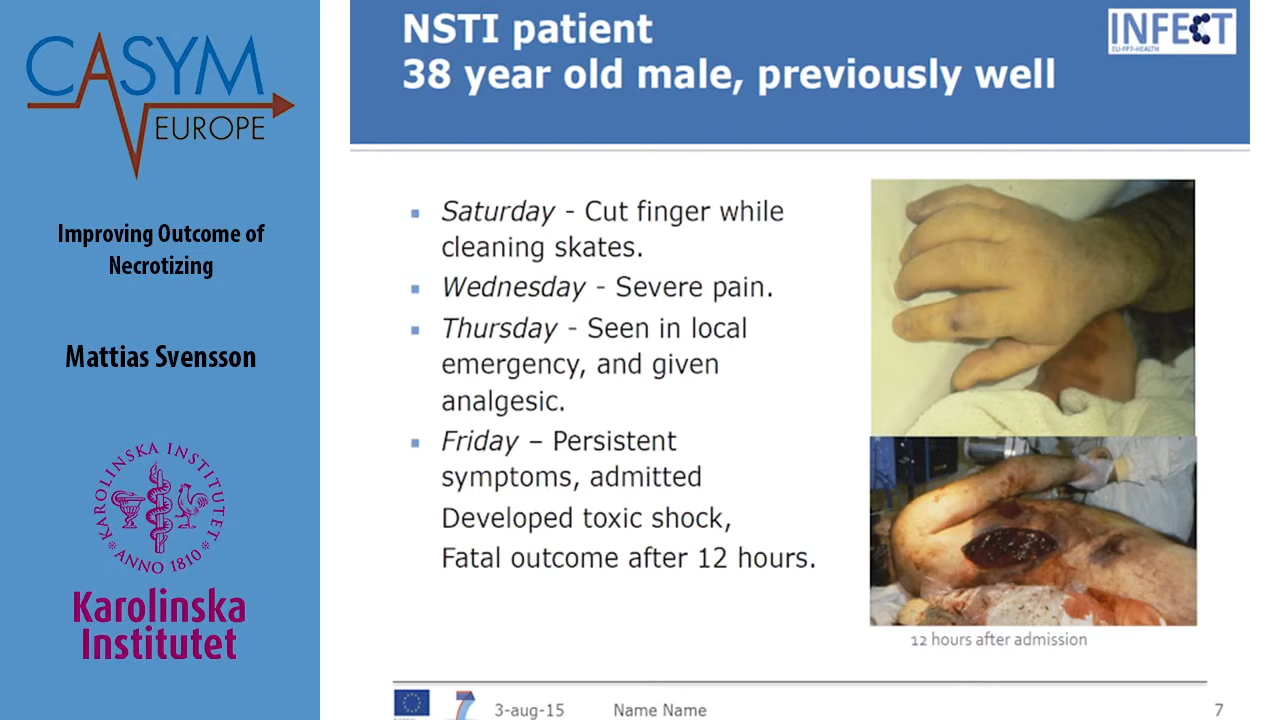 CASYM
EUROPE
Improving Outcome of
Necrotizing
Mattias Svensson
KAROLINSKA INSTITUTET
ANNO 1810
Karolinska
Institutet
NSTI patient
38 year old male, previously well
INFECT
EU-FP7-HEALTH
Saturday - Cut finger while
cleaning skates.
Wednesday - Severe pain.
Thursday - Seen in local
emergency, and given
analgesic.
Friday – Persistent
symptoms, admitted
Developed toxic shock,
Fatal outcome after 12 hours.
12 hours after admission
7
3-aug-15
Name Name
7